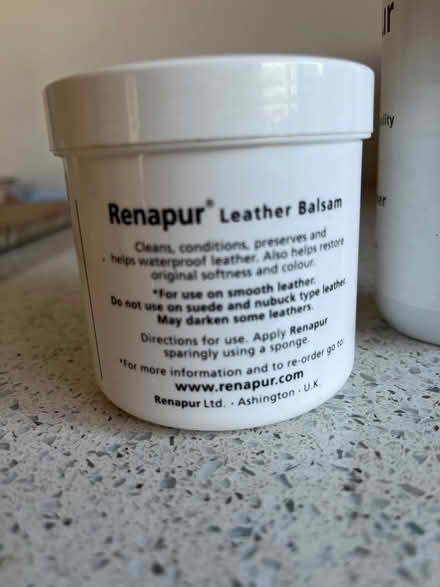 Renapur® Leather Balsam
Cleans, conditions, preserves and
helps waterproof leather. Also helps restore
original softness and colour.
*For use on smooth leather.
Do not use on suede and nubuck type leather.
May darken some leathers.
Directions for use. Apply Renapur
sparingly using a sponge.
*For more information and to re-order go to:
www.renapur.com
Renapur Ltd. · Ashington · U.K.
ur
lity
er